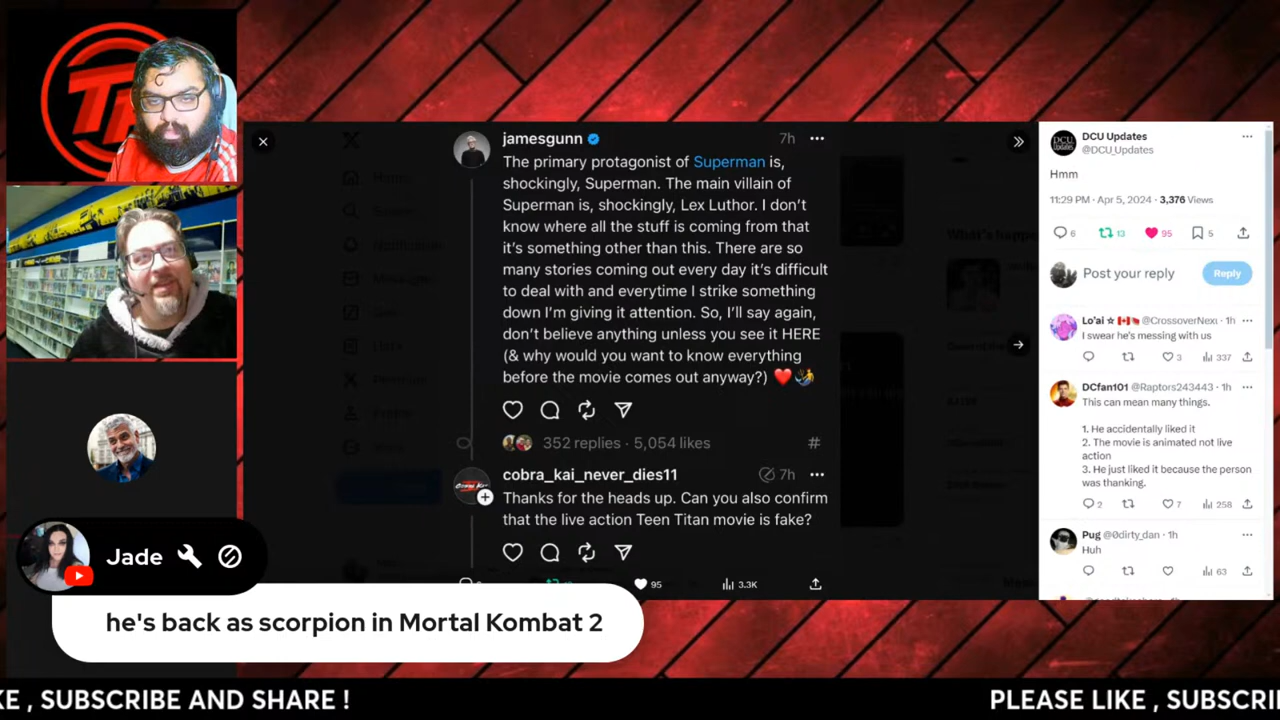 jamesgunn
7h
The primary protagonist of Superman is,
shockingly, Superman. The main villain of
Superman is, shockingly, Lex Luthor. I don't
know where all the stuff is coming from that
it's something other than this. There are so
many stories coming out every day it's difficult
to deal with and everytime I strike something
down I'm giving it attention. So, I'll say again,
don't believe anything unless you see it HERE
(& why would you want to know everything
before the movie comes out anyway?)
352 replies · 5,054 likes
cobra_kai_never_dies11
7h
Thanks for the heads up. Can you also confirm
that the live action Teen Titan movie is fake?
95
3.3K
DCU Updates
@DCU_Updates
Hmm
11:29 PM · Apr 5, 2024 · 3,376 Views
6 13 95 5
Post your reply
Reply
Lo'ai ☆ @CrossoverNexı · 1h
I swear he's messing with us
3 337
DCfan101 @Raptors243443 · 1h
This can mean many things.
1. He accidentally liked it
2. The movie is animated not live
action
3. He just liked it because the person
was thanking.
2 7 258
Pug @0dirty_dan · 1h
Huh
63
Jade
he's back as scorpion in Mortal Kombat 2
KE , SUBSCRIBE AND SHARE !
PLEASE LIKE , SUBSCRI